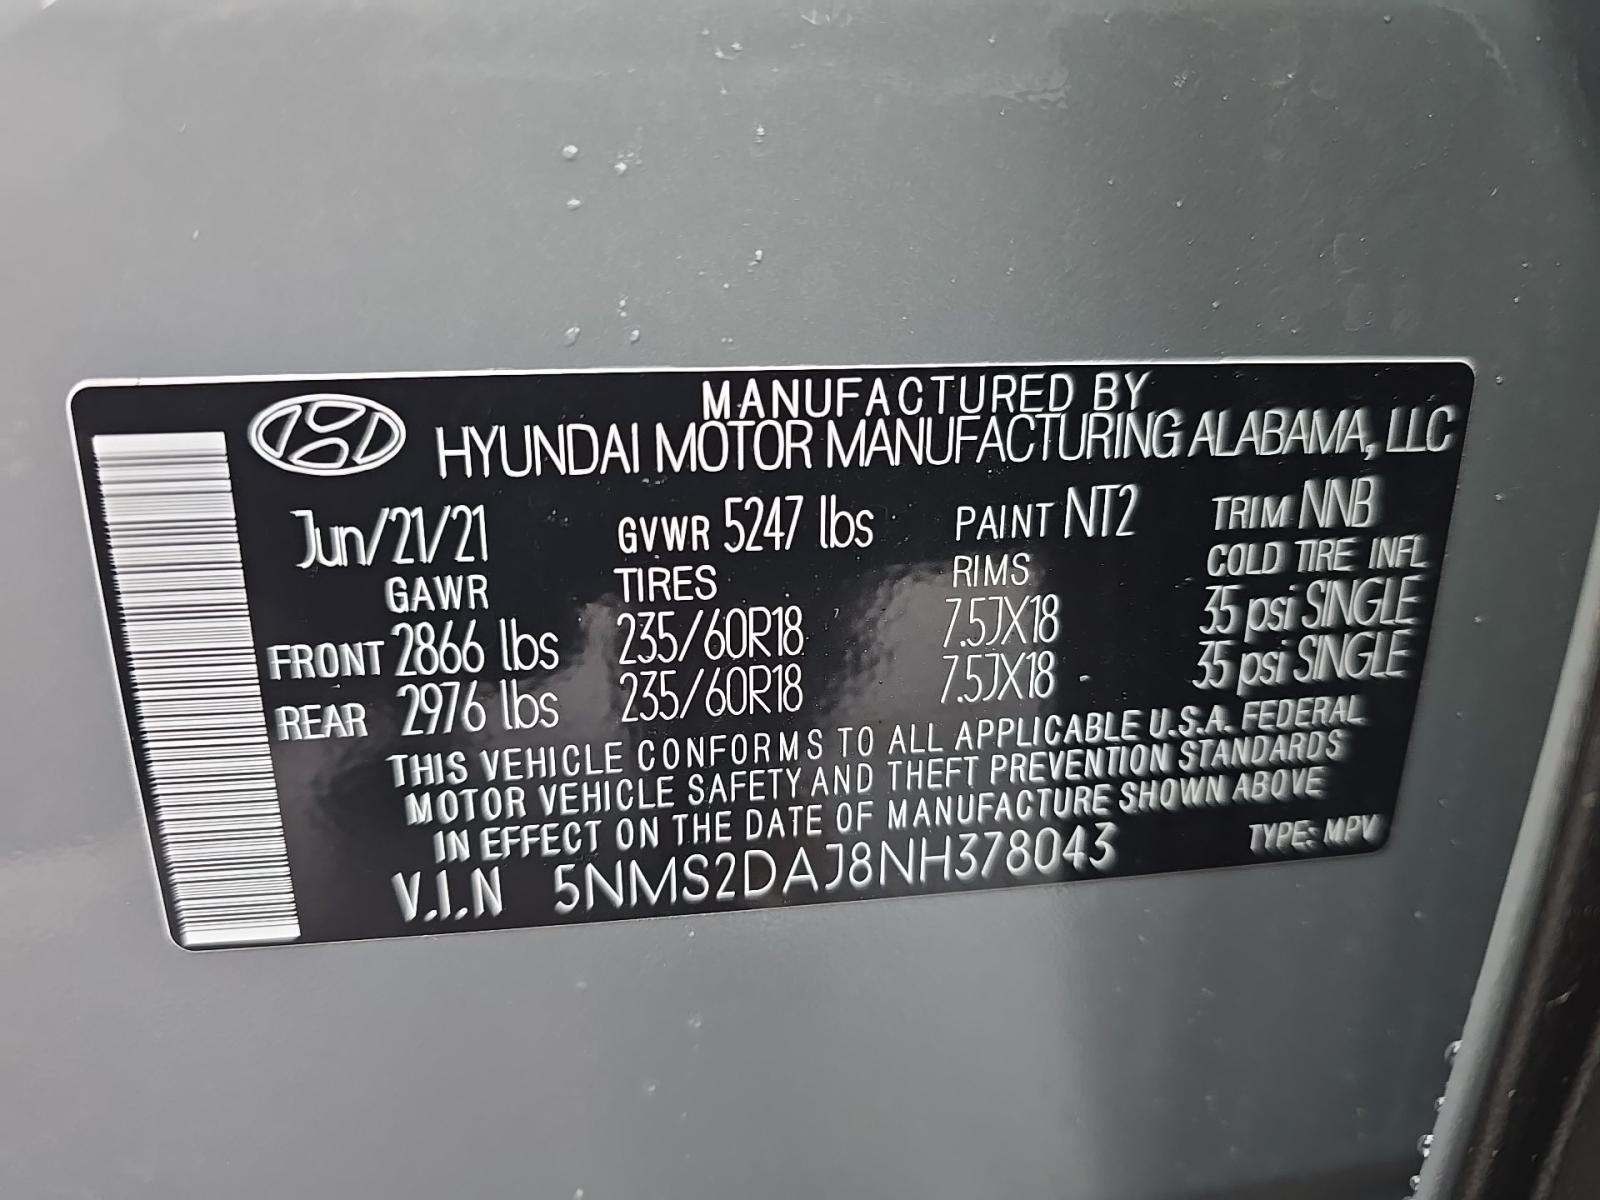 MANUFACTURED BY
HYUNDAI MOTOR MANUFACTURING ALABAMA, LLC
Jun/21/21 GVWR 5247 lbs PAINT NT2 TRIM NNB
GAWR TIRES RIMS COLD TIRE INFL
FRONT 2866 lbs 235/60R18 7.5JX18 35 psi SINGLE
REAR 2976 lbs 235/60R18 7.5JX18 35 psi SINGLE
THIS VEHICLE CONFORMS TO ALL APPLICABLE U.S.A. FEDERAL
MOTOR VEHICLE SAFETY AND THEFT PREVENTION STANDARDS
IN EFFECT ON THE DATE OF MANUFACTURE SHOWN ABOVE
V.I.N 5NMS2DAJ8NH378043 TYPE: MPV